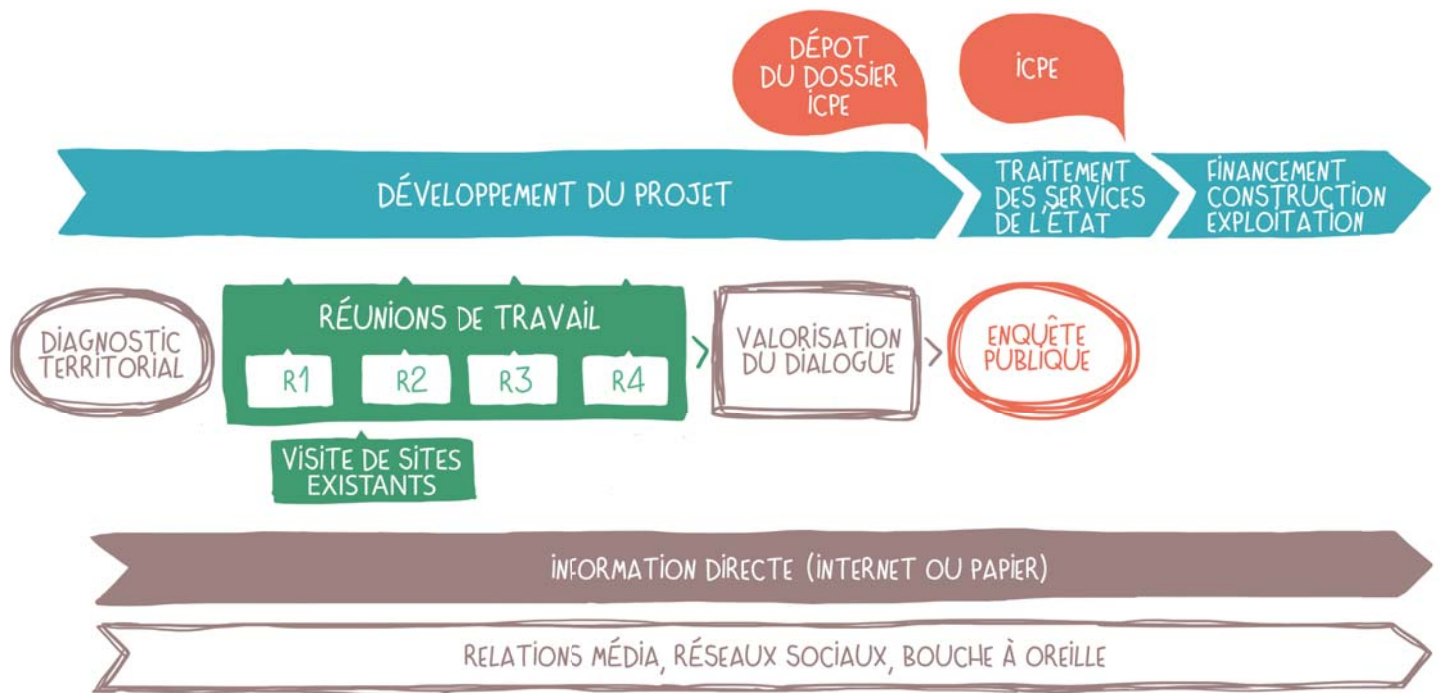 DÉPOT
DU DOSSIER
ICPE
ICPE
DÉVELOPPEMENT DU PROJET
TRAITEMENT
DES SERVICES
DE L'ÉTAT
FINANCEMENT
CONSTRUCTION
EXPLOITATION
DIAGNOSTIC
TERRITORIAL
RÉUNIONS DE TRAVAIL
R1
R2
R3
R4
VISITE DE SITES
EXISTANTS
>
VALORISATION
DU DIALOGUE
>
ENQUÊTE
PUBLIQUE
INFORMATION DIRECTE (INTERNET OU PAPIER)
RELATIONS MÉDIA, RÉSEAUX SOCIAUX, BOUCHE À OREILLE